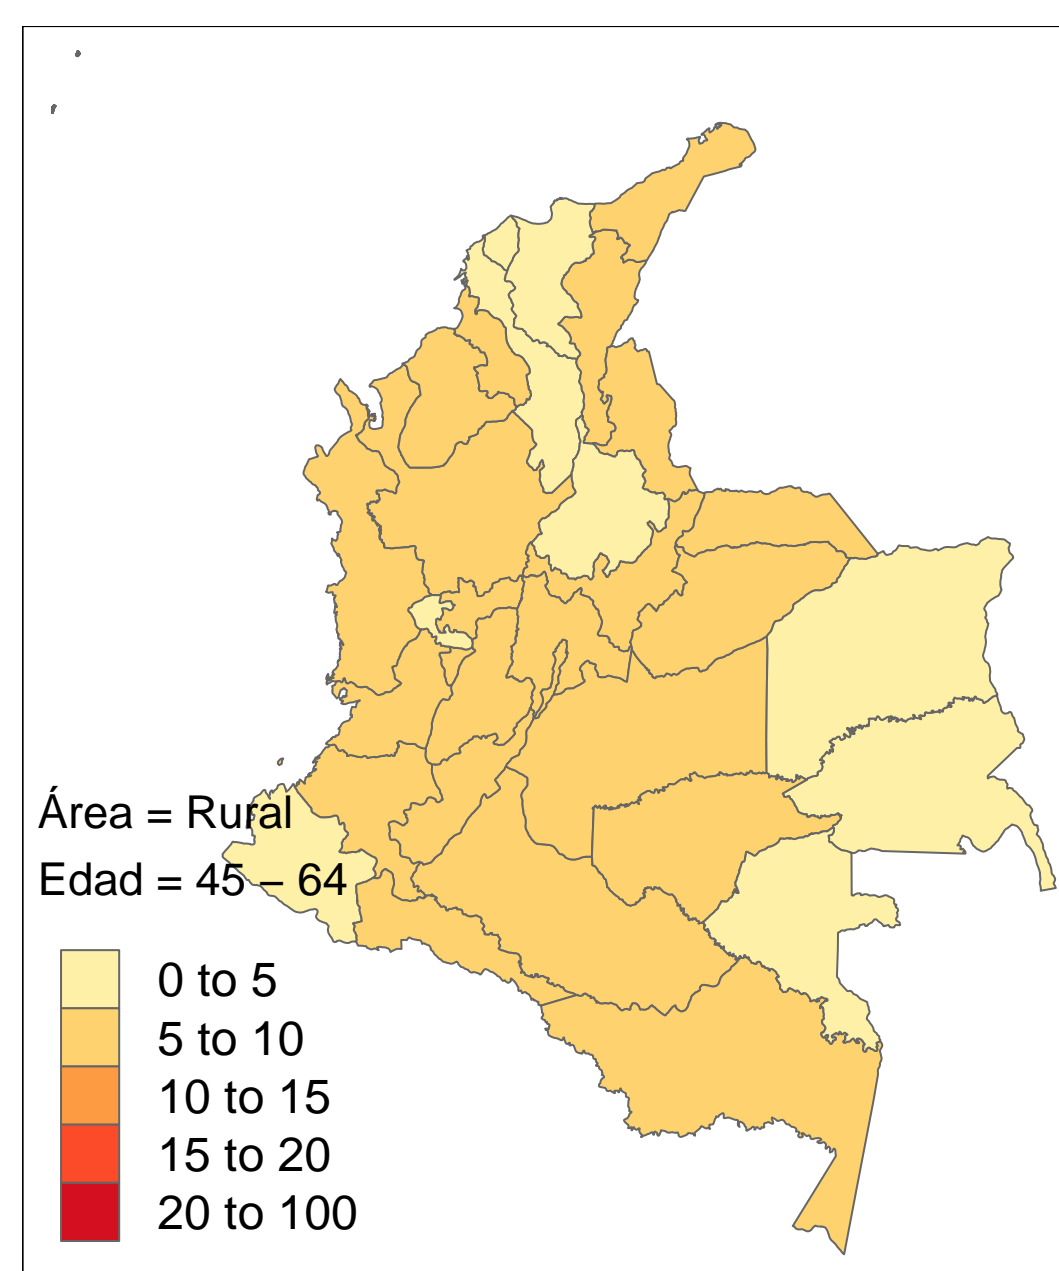 Área = Rural
Edad = 45 – 64
0 to 5
5 to 10
10 to 15
15 to 20
20 to 100